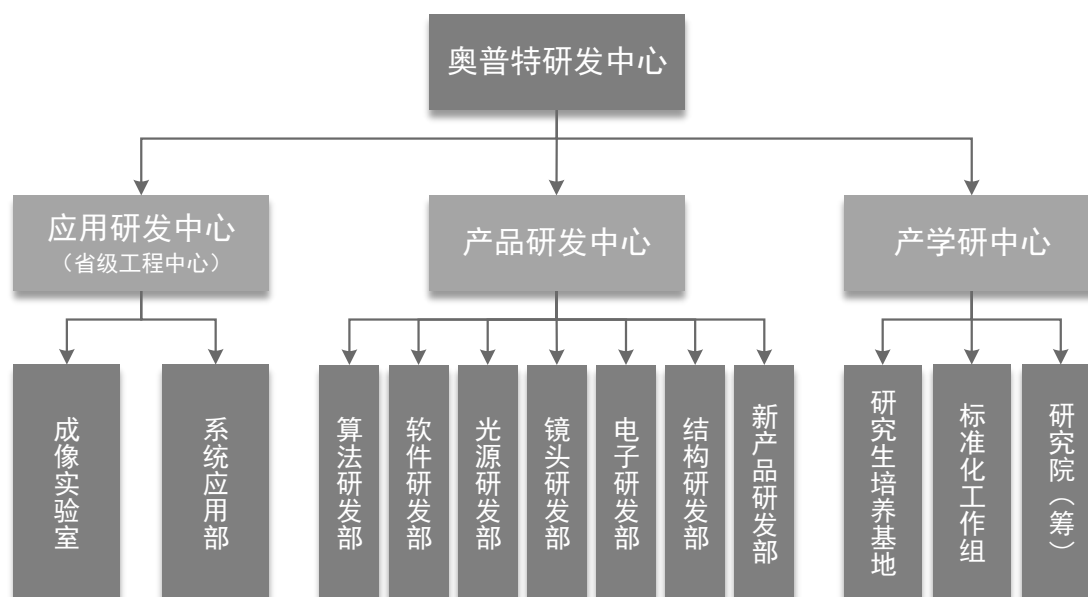 奥普特研发中心
应用研发中心
（省级工程中心）
产品研发中心
产学研中心
成像实验室
系统应用部
算法研发部
软件研发部
光源研发部
镜头研发部
电子研发部
结构研发部
新产品研发部
研究生培养基地
标准化工作组
研究院（筹）